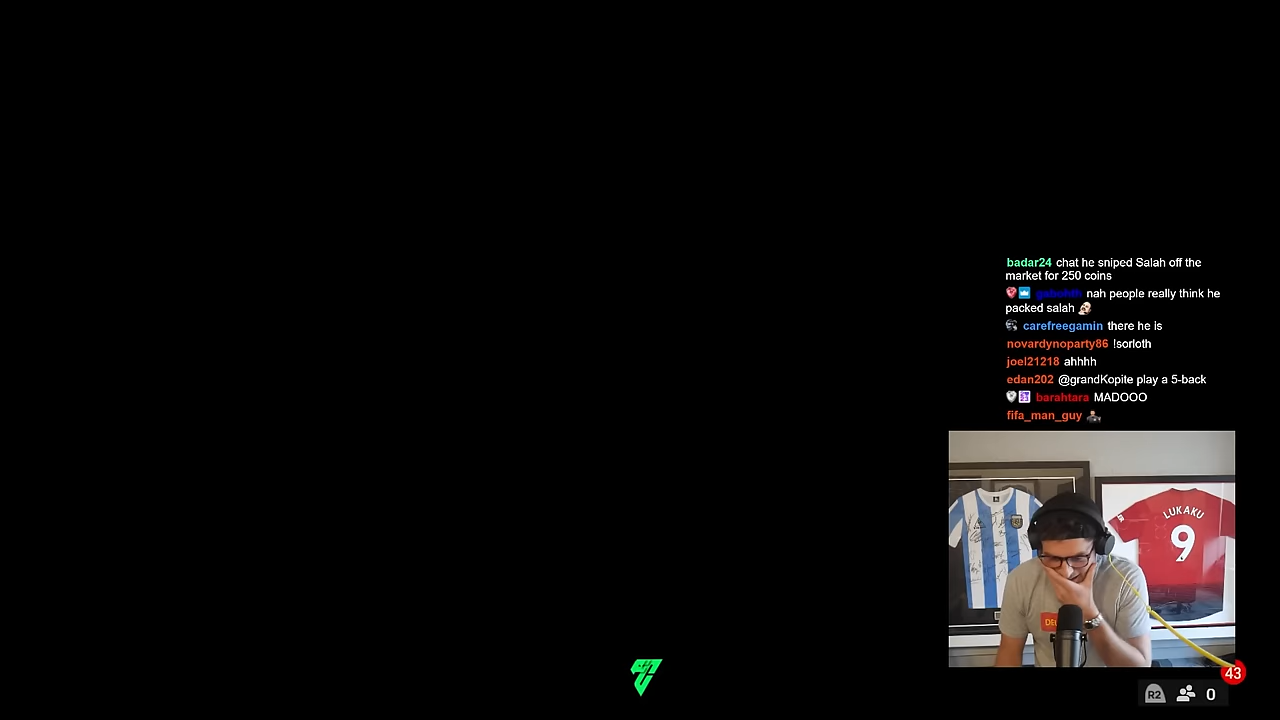 badar24 chat he sniped Salah off the
market for 250 coins
nah people really think he
packed salah
carefreegamin there he is
novardynoparty86 !sorloth
joel21218 ahhhh
edan202 @grandKopite play a 5-back
barahtara MADOOO
fifa_man_guy
LUKAKU
9
43
R2
0